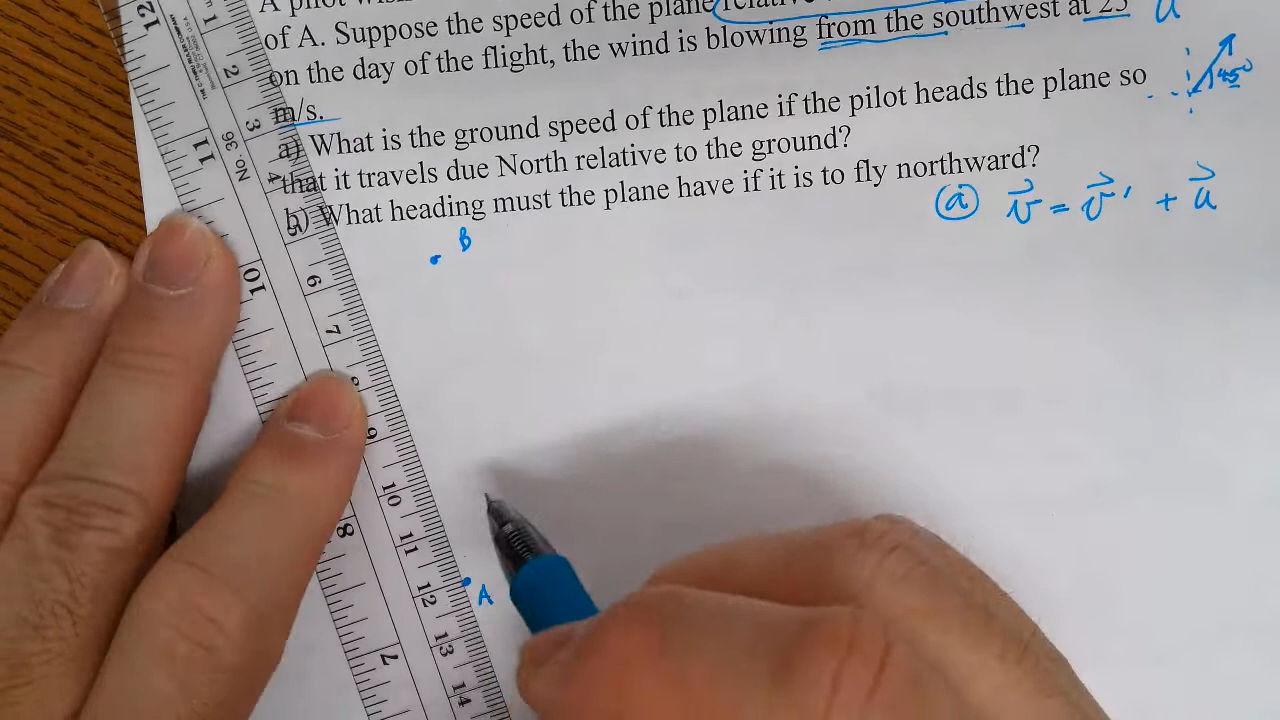 A pilot
of A. Suppose the speed of the plane relative
on the day of the flight, the wind is blowing from the southwest at 25 u
m/s.
45°
a) What is the ground speed of the plane if the pilot heads the plane so
that it travels due North relative to the ground?
b) What heading must the plane have if it is to fly northward?
(a) v⃗ = v⃗' + u⃗
B
A
12
11
No. 36
10
8
7
1
2
3
4
5
6
7
8
9
10
11
12
13
14